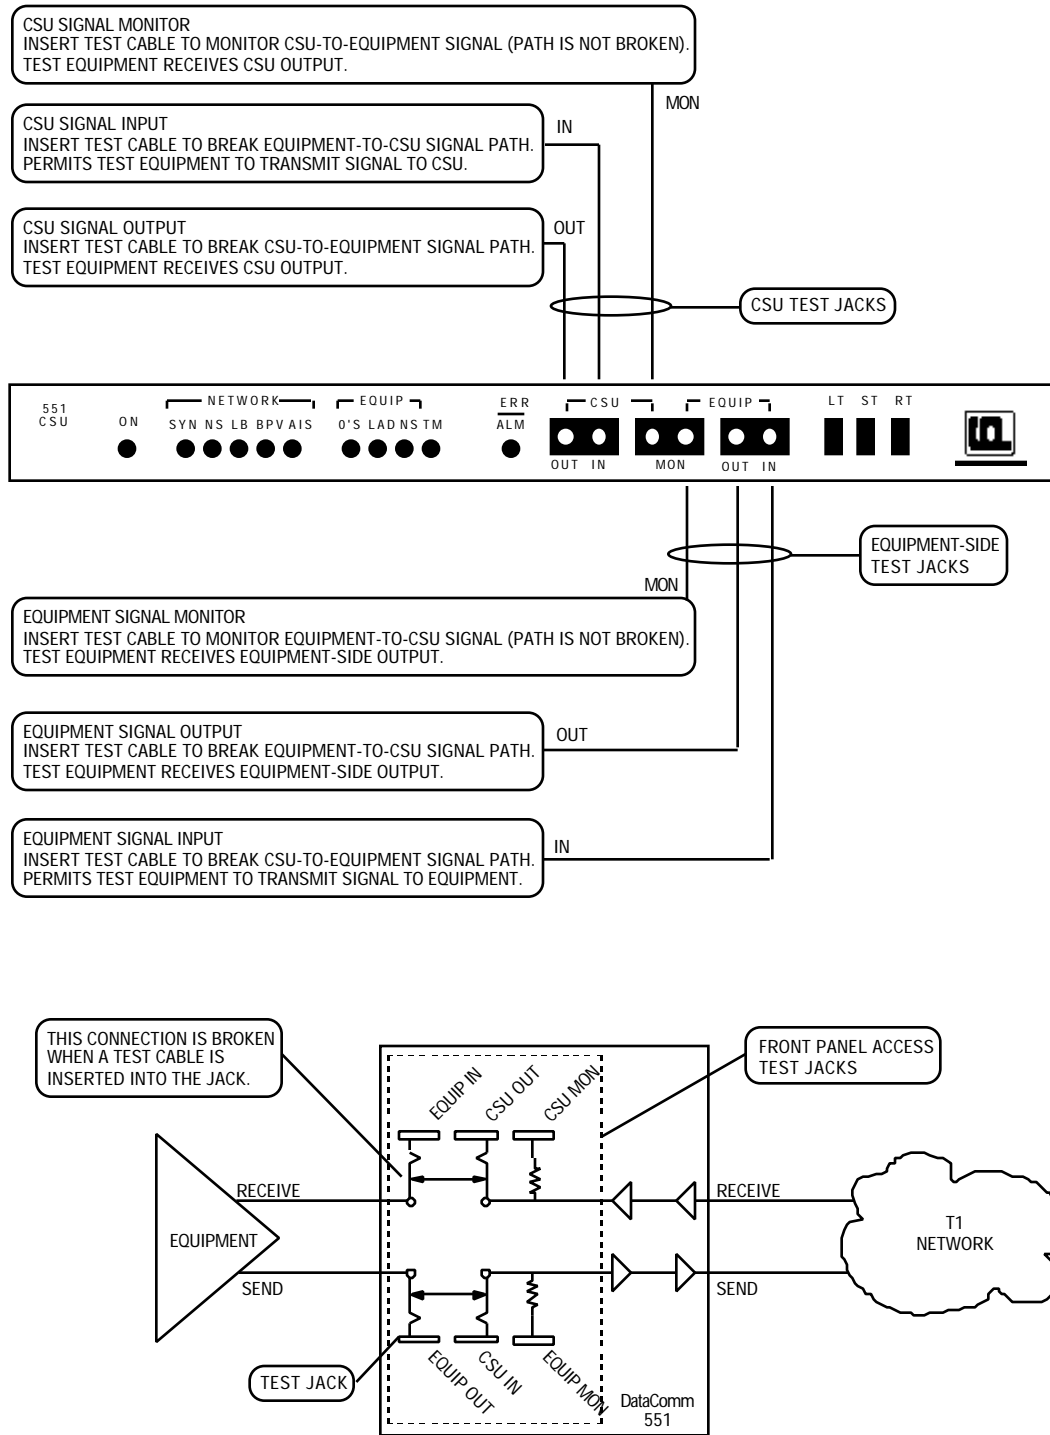 CSU SIGNAL MONITOR
INSERT TEST CABLE TO MONITOR CSU-TO-EQUIPMENT SIGNAL (PATH IS NOT BROKEN).
TEST EQUIPMENT RECEIVES CSU OUTPUT.
MON
CSU SIGNAL INPUT
INSERT TEST CABLE TO BREAK EQUIPMENT-TO-CSU SIGNAL PATH.
PERMITS TEST EQUIPMENT TO TRANSMIT SIGNAL TO CSU.
IN
CSU SIGNAL OUTPUT
INSERT TEST CABLE TO BREAK CSU-TO-EQUIPMENT SIGNAL PATH.
TEST EQUIPMENT RECEIVES CSU OUTPUT.
OUT
CSU TEST JACKS
551
CSU
ON
NETWORK
SYN NS LB BPV AIS
EQUIP
0'S LAD NS TM
ERR
ALM
CSU
EQUIP
OUT IN
MON
OUT IN
LT ST RT
EQUIPMENT-SIDE
TEST JACKS
MON
EQUIPMENT SIGNAL MONITOR
INSERT TEST CABLE TO MONITOR EQUIPMENT-TO-CSU SIGNAL (PATH IS NOT BROKEN).
TEST EQUIPMENT RECEIVES EQUIPMENT-SIDE OUTPUT.
EQUIPMENT SIGNAL OUTPUT
INSERT TEST CABLE TO BREAK EQUIPMENT-TO-CSU SIGNAL PATH.
TEST EQUIPMENT RECEIVES EQUIPMENT-SIDE OUTPUT.
OUT
EQUIPMENT SIGNAL INPUT
INSERT TEST CABLE TO BREAK CSU-TO-EQUIPMENT SIGNAL PATH.
PERMITS TEST EQUIPMENT TO TRANSMIT SIGNAL TO EQUIPMENT.
IN
THIS CONNECTION IS BROKEN
WHEN A TEST CABLE IS
INSERTED INTO THE JACK.
FRONT PANEL ACCESS
TEST JACKS
EQUIP IN
CSU OUT
CSU MON
RECEIVE
RECEIVE
EQUIPMENT
T1
NETWORK
SEND
SEND
EQUIP OUT
CSU IN
EQUIP MON
TEST JACK
DataComm
551